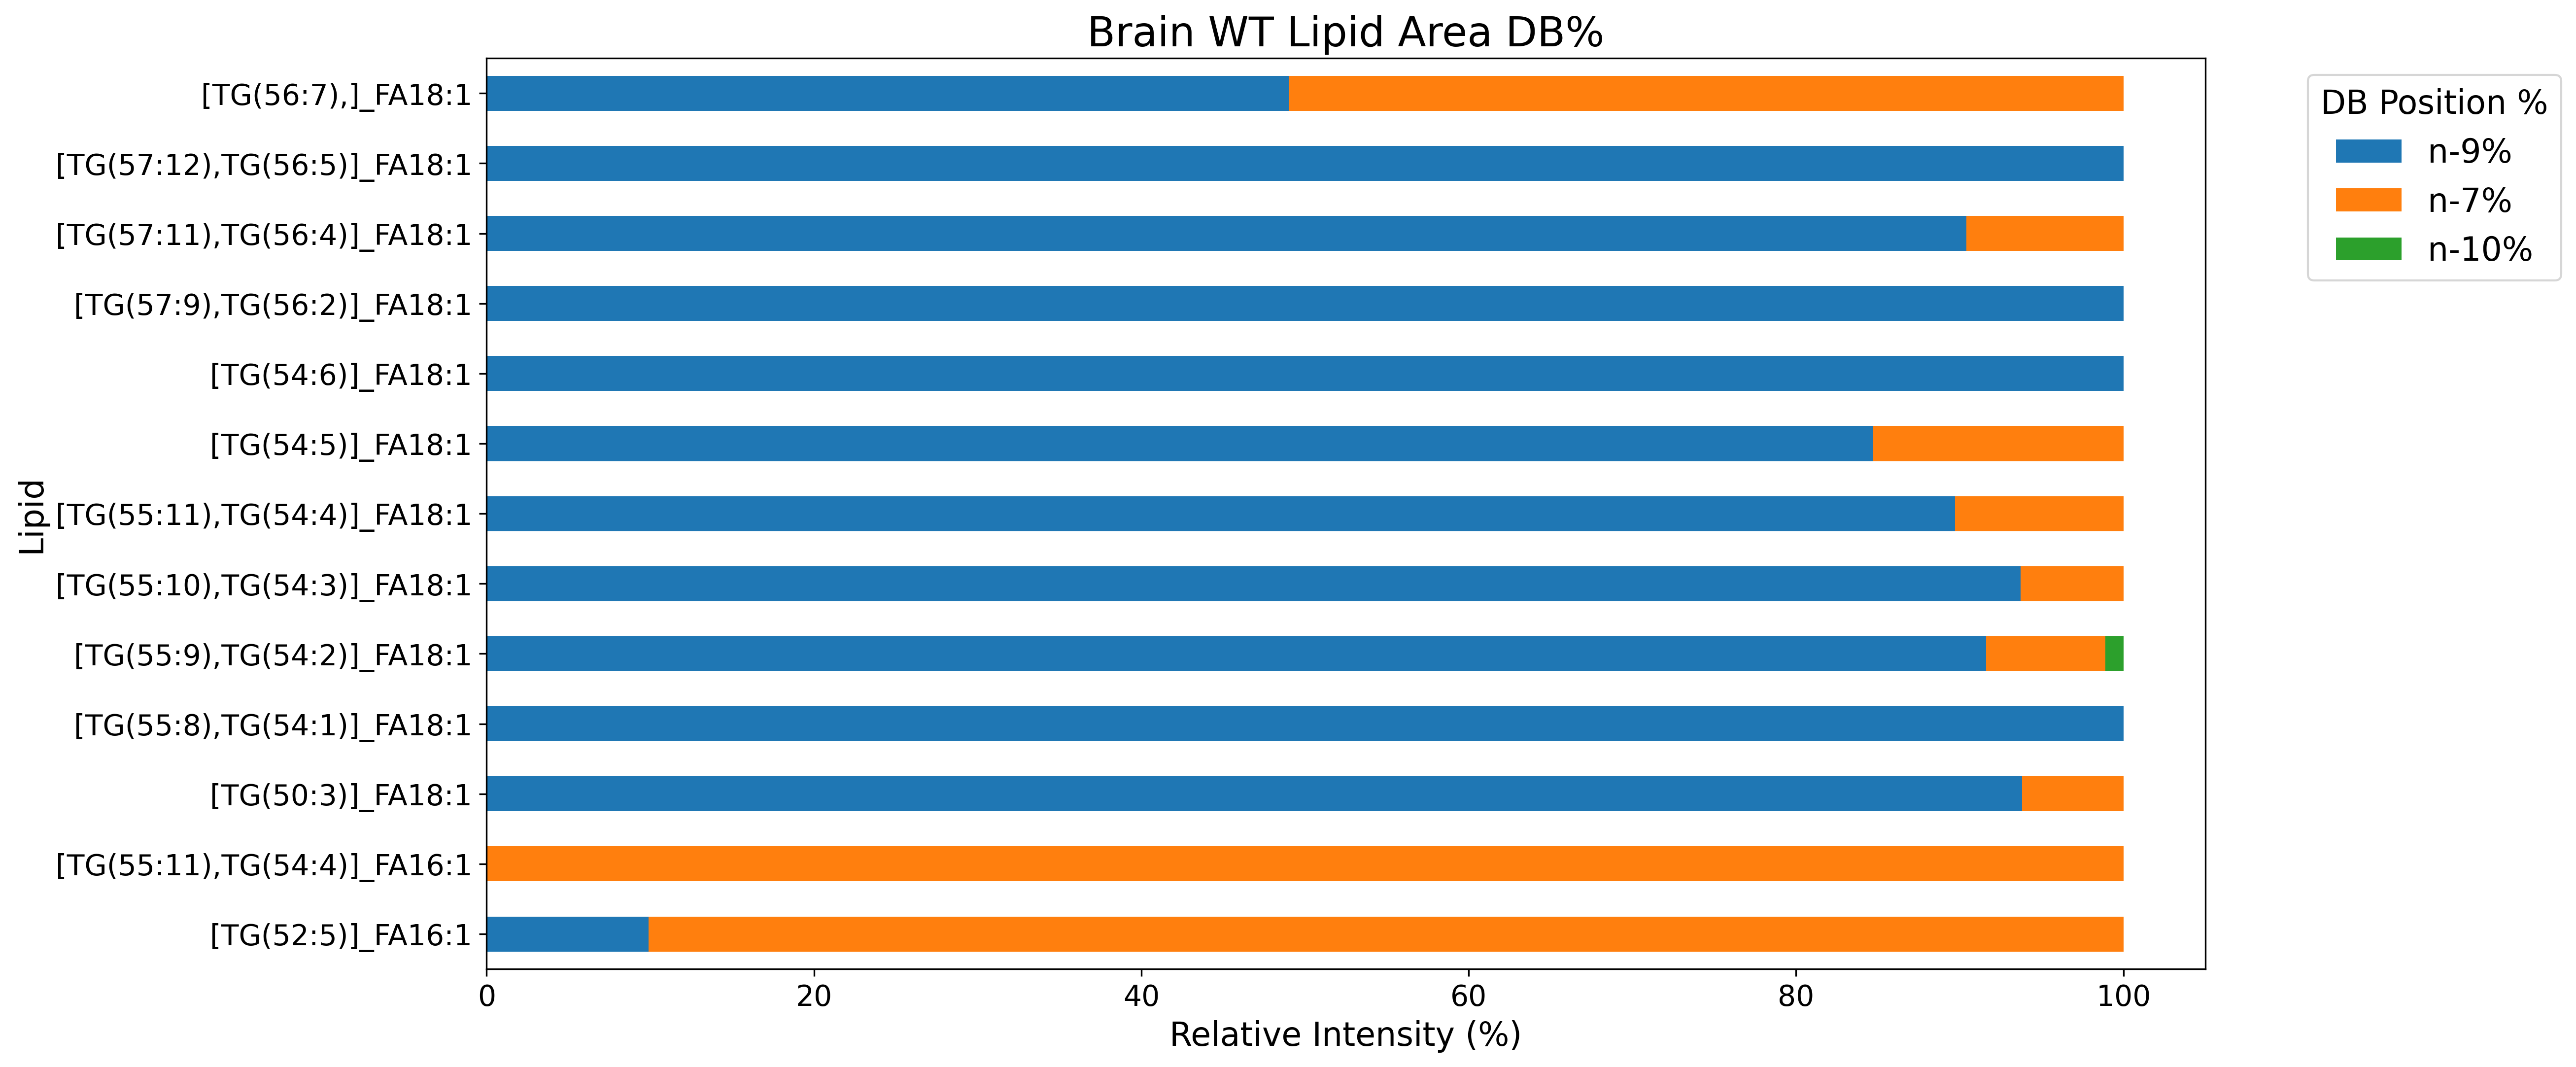 Brain WT Lipid Area DB%
Lipid
[TG(56:7),]_FA18:1
[TG(57:12),TG(56:5)]_FA18:1
[TG(57:11),TG(56:4)]_FA18:1
[TG(57:9),TG(56:2)]_FA18:1
[TG(54:6)]_FA18:1
[TG(54:5)]_FA18:1
[TG(55:11),TG(54:4)]_FA18:1
[TG(55:10),TG(54:3)]_FA18:1
[TG(55:9),TG(54:2)]_FA18:1
[TG(55:8),TG(54:1)]_FA18:1
[TG(50:3)]_FA18:1
[TG(55:11),TG(54:4)]_FA16:1
[TG(52:5)]_FA16:1
0 20 40 60 80 100
Relative Intensity (%)
DB Position %
n-9%
n-7%
n-10%